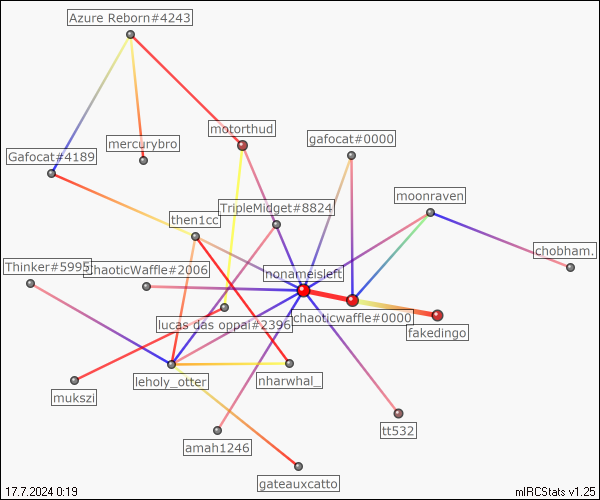 Azure Reborn#4243
motorthud
mercurybro
gafocat#0000
Gafocat#4189
moonraven
TripleMidget#8824
then1cc
chobham.
Thinker#5995
ChaoticWaffle#2006
nonameisleft
chaoticwaffle#0000
lucas das oppai#2396
fakedingo
leholy_otter
nharwhal_
mukszi
tt532
amah1246
gateauxcatto
17.7.2024 0:19
mIRCStats v1.25